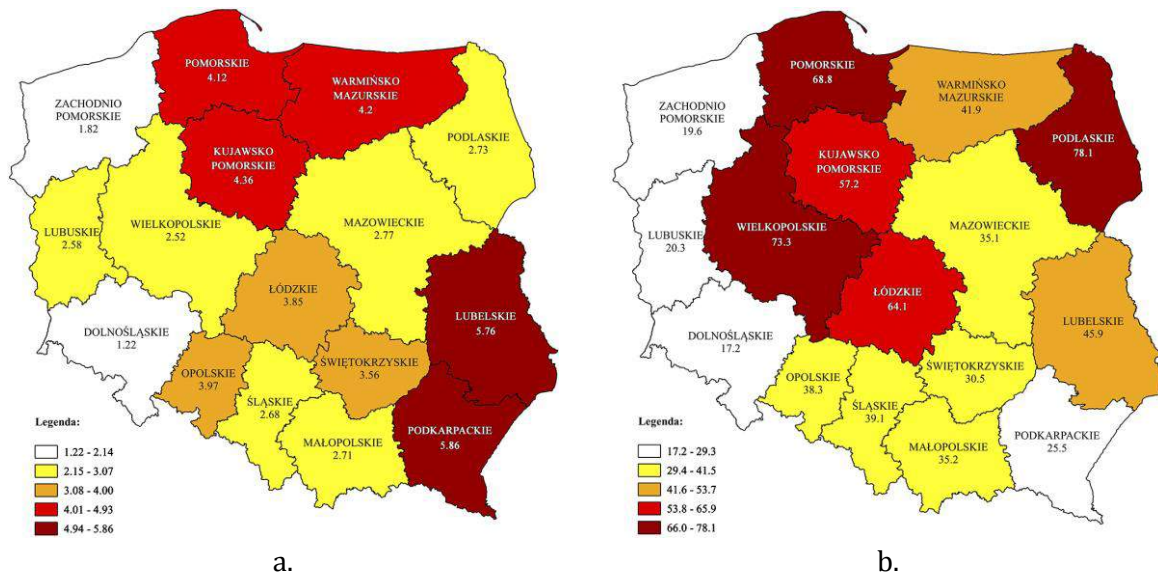 POMORSKIE
4.12
WARMIŃSKO
MAZURSKIE
4.2
ZACHODNIO
POMORSKIE
1.82
PODLASKIE
2.73
KUJAWSKO
POMORSKIE
4.36
LUBUSKIE
2.58
WIELKOPOLSKIE
2.52
MAZOWIECKIE
2.77
ŁÓDZKIE
3.85
LUBELSKIE
5.76
DOLNOŚLĄSKIE
1.22
OPOLSKIE
3.97
ŚWIĘTOKRZYSKIE
3.56
ŚLĄSKIE
2.68
MAŁOPOLSKIE
2.71
PODKARPACKIE
5.86
Legenda:
1.22 - 2.14
2.15 - 3.07
3.08 - 4.00
4.01 - 4.93
4.94 - 5.86
a.
POMORSKIE
68.8
WARMIŃSKO
MAZURSKIE
41.9
ZACHODNIO
POMORSKIE
19.6
PODLASKIE
78.1
KUJAWSKO
POMORSKIE
57.2
LUBUSKIE
20.3
WIELKOPOLSKIE
73.3
MAZOWIECKIE
35.1
ŁÓDZKIE
64.1
LUBELSKIE
45.9
DOLNOŚLĄSKIE
17.2
OPOLSKIE
38.3
ŚWIĘTOKRZYSKIE
30.5
ŚLĄSKIE
39.1
MAŁOPOLSKIE
35.2
PODKARPACKIE
25.5
Legenda:
17.2 - 29.3
29.4 - 41.5
41.6 - 53.7
53.8 - 65.9
66.0 - 78.1
b.